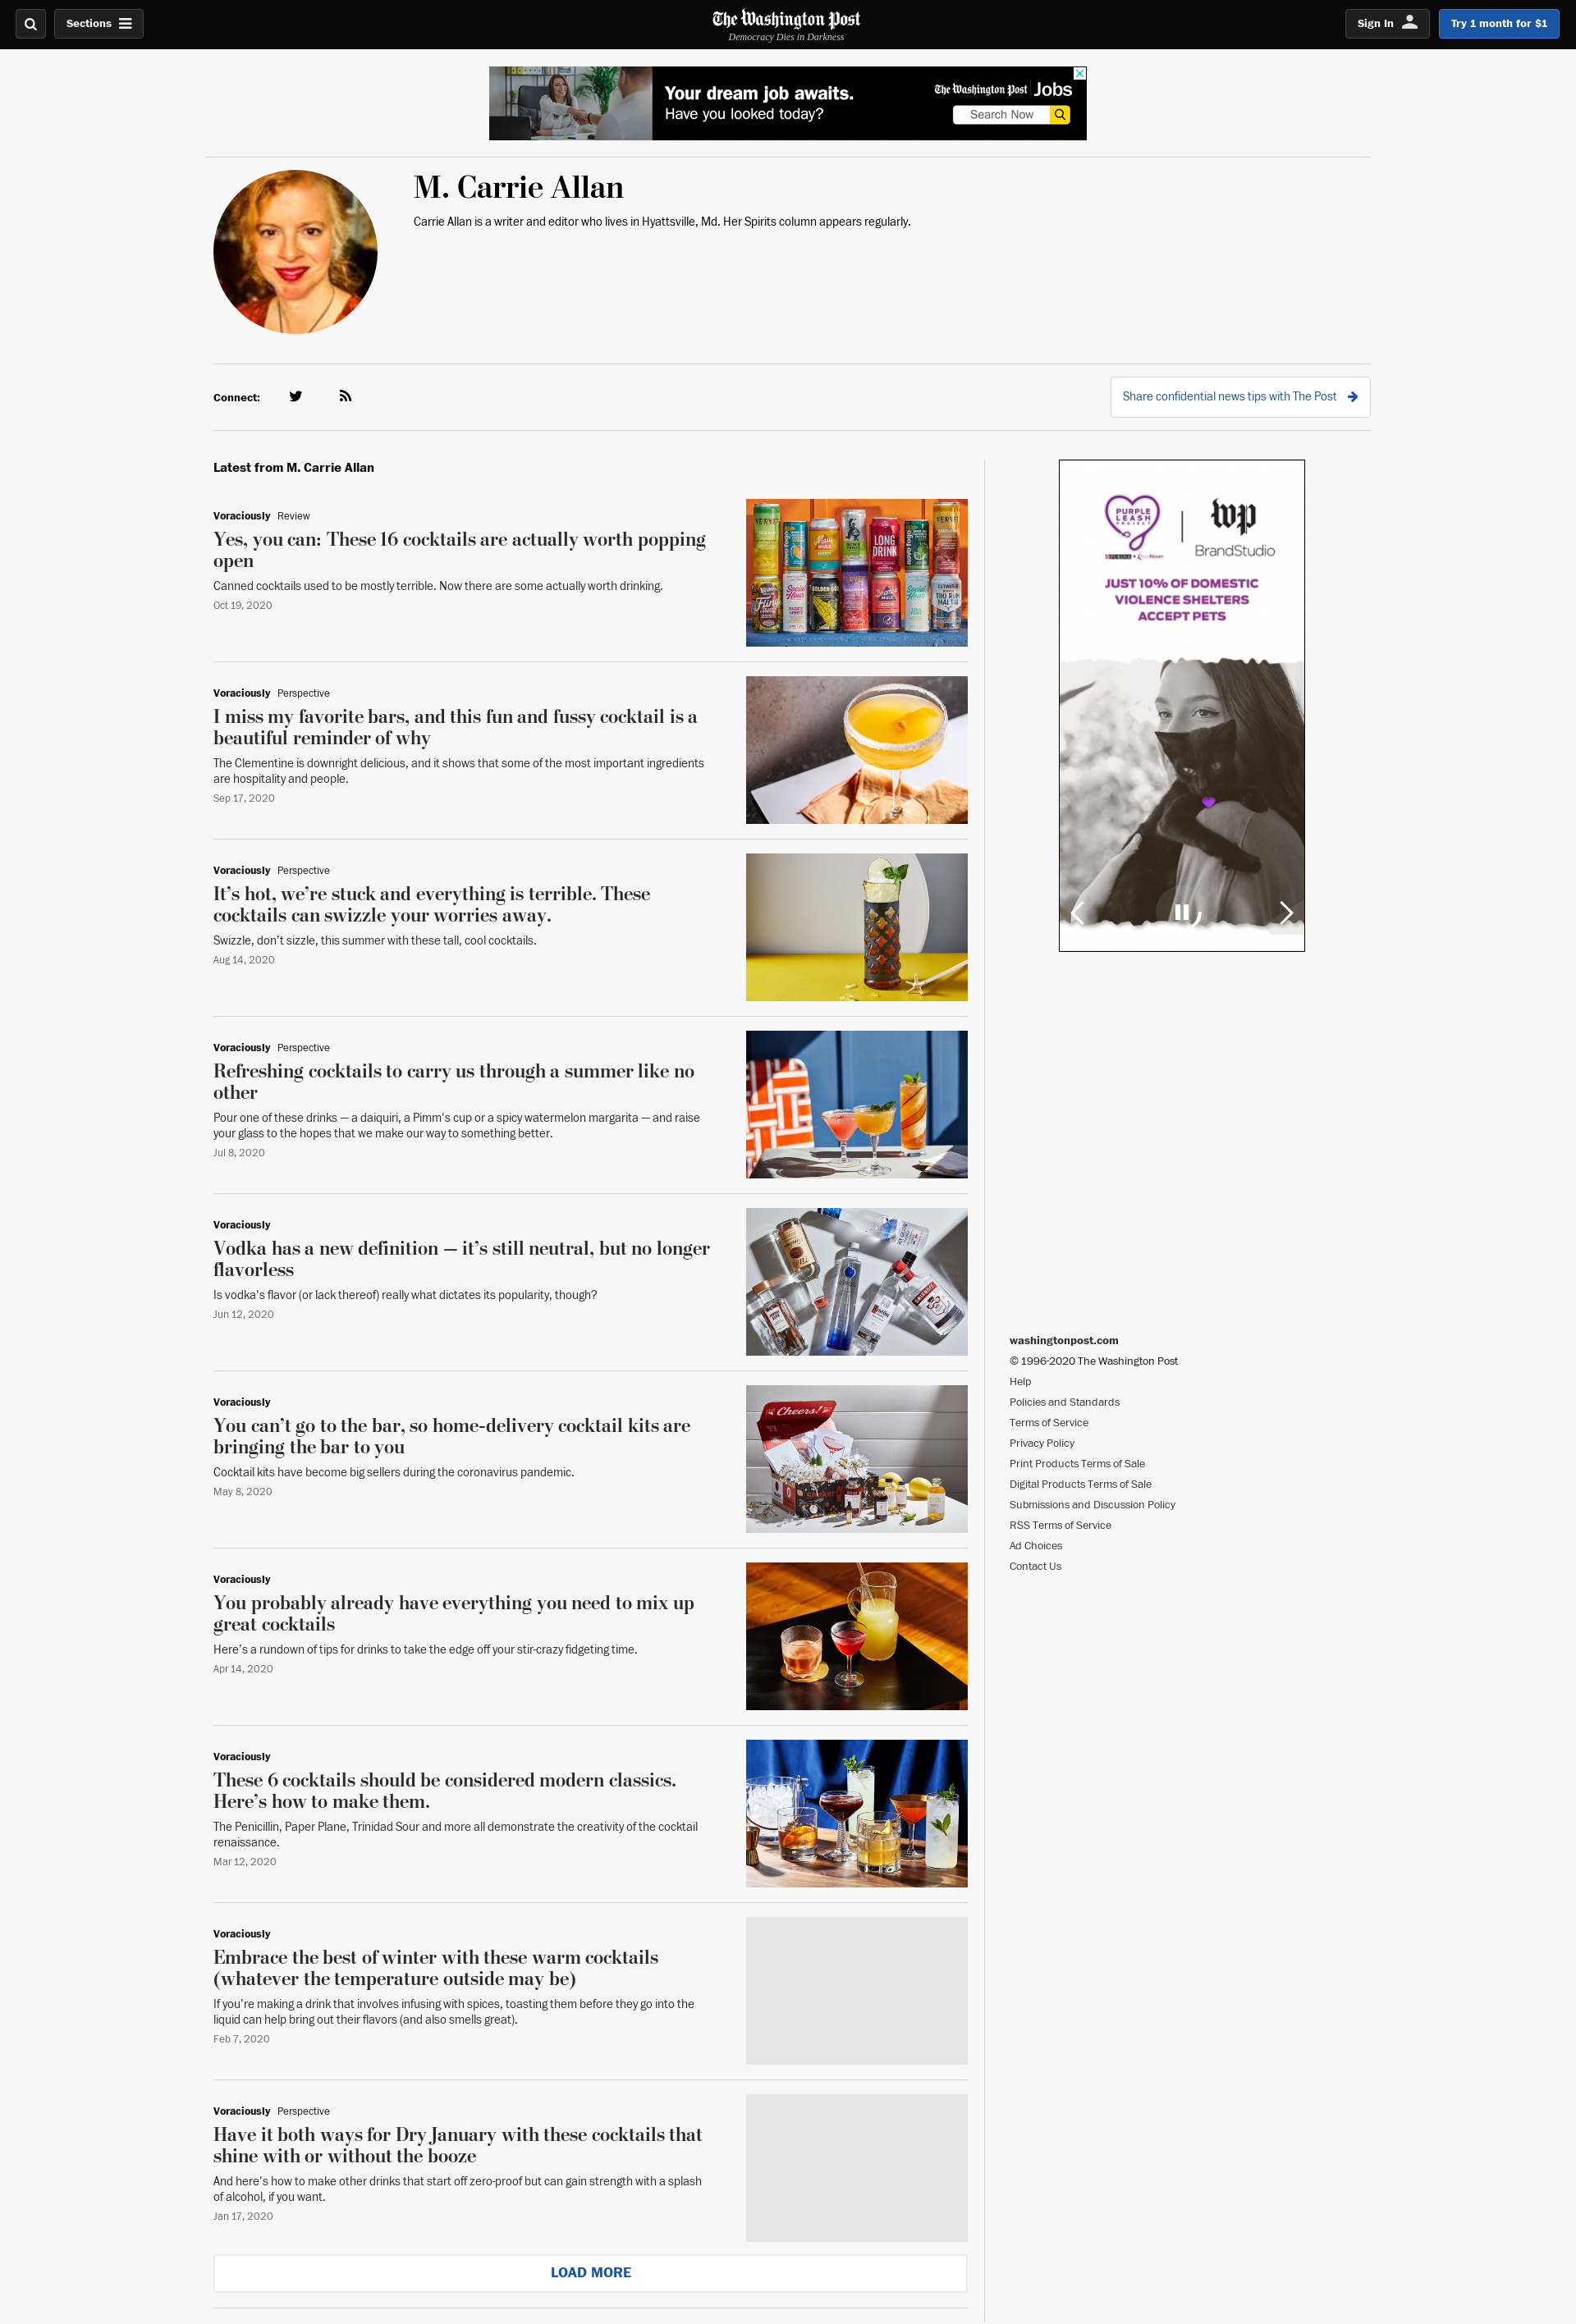 Sections
The Washington Post
Democracy Dies in Darkness
Sign In
Try 1 month for $1
Your dream job awaits.
Have you looked today?
The Washington Post Jobs
Search Now
M. Carrie Allan
Carrie Allan is a writer and editor who lives in Hyattsville, Md. Her Spirits column appears regularly.
Connect:
Share confidential news tips with The Post
Latest from M. Carrie Allan
Voraciously Review
Yes, you can: These 16 cocktails are actually worth popping
open
Canned cocktails used to be mostly terrible. Now there are some actually worth drinking.
Oct 19, 2020
LONG
DRINK
Voraciously Perspective
I miss my favorite bars, and this fun and fussy cocktail is a
beautiful reminder of why
The Clementine is downright delicious, and it shows that some of the most important ingredients
are hospitality and people.
Sep 17, 2020
Voraciously Perspective
It’s hot, we’re stuck and everything is terrible. These
cocktails can swizzle your worries away.
Swizzle, don’t sizzle, this summer with these tall, cool cocktails.
Aug 14, 2020
Voraciously Perspective
Refreshing cocktails to carry us through a summer like no
other
Pour one of these drinks — a daiquiri, a Pimm's cup or a spicy watermelon margarita — and raise
your glass to the hopes that we make our way to something better.
Jul 8, 2020
Voraciously
Vodka has a new definition — it’s still neutral, but no longer
flavorless
Is vodka's flavor (or lack thereof) really what dictates its popularity, though?
Jun 12, 2020
SMIRNOFF
Voraciously
You can’t go to the bar, so home-delivery cocktail kits are
bringing the bar to you
Cocktail kits have become big sellers during the coronavirus pandemic.
May 8, 2020
Cheers!
Voraciously
You probably already have everything you need to mix up
great cocktails
Here’s a rundown of tips for drinks to take the edge off your stir-crazy fidgeting time.
Apr 14, 2020
Voraciously
These 6 cocktails should be considered modern classics.
Here’s how to make them.
The Penicillin, Paper Plane, Trinidad Sour and more all demonstrate the creativity of the cocktail
renaissance.
Mar 12, 2020
Voraciously
Embrace the best of winter with these warm cocktails
(whatever the temperature outside may be)
If you’re making a drink that involves infusing with spices, toasting them before they go into the
liquid can help bring out their flavors (and also smells great).
Feb 7, 2020
Voraciously Perspective
Have it both ways for Dry January with these cocktails that
shine with or without the booze
And here's how to make other drinks that start off zero-proof but can gain strength with a splash
of alcohol, if you want.
Jan 17, 2020
LOAD MORE
PURPLE
LEASH
PROJECT
wp
BrandStudio
JUST 10% OF DOMESTIC
VIOLENCE SHELTERS
ACCEPT PETS
washingtonpost.com
© 1996-2020 The Washington Post
Help
Policies and Standards
Terms of Service
Privacy Policy
Print Products Terms of Sale
Digital Products Terms of Sale
Submissions and Discussion Policy
RSS Terms of Service
Ad Choices
Contact Us